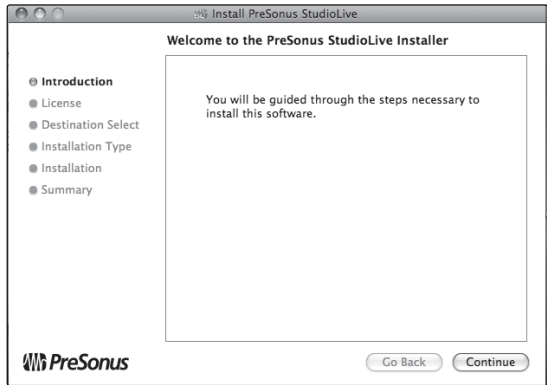 Install PreSonus StudioLive
Welcome to the PreSonus StudioLive Installer
Introduction
License
Destination Select
Installation Type
Installation
Summary
You will be guided through the steps necessary to
install this software.
PreSonus
Go Back
Continue